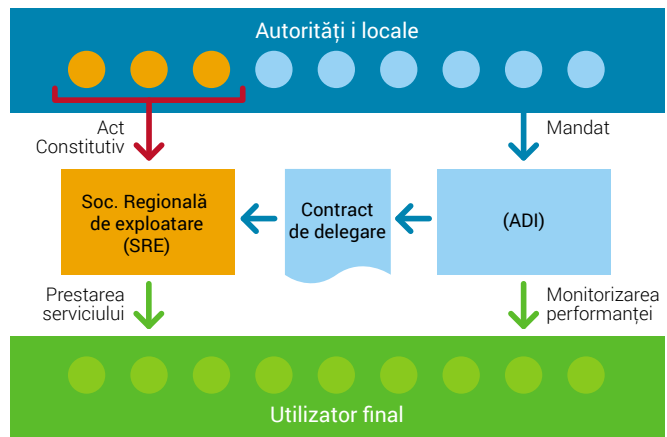 Autorități i locale
Act
Constitutiv
Mandat
Soc. Regională
de exploatare
(SRE)
Contract
de delegare
(ADI)
Prestarea
serviciului
Monitorizarea
performanței
Utilizator final